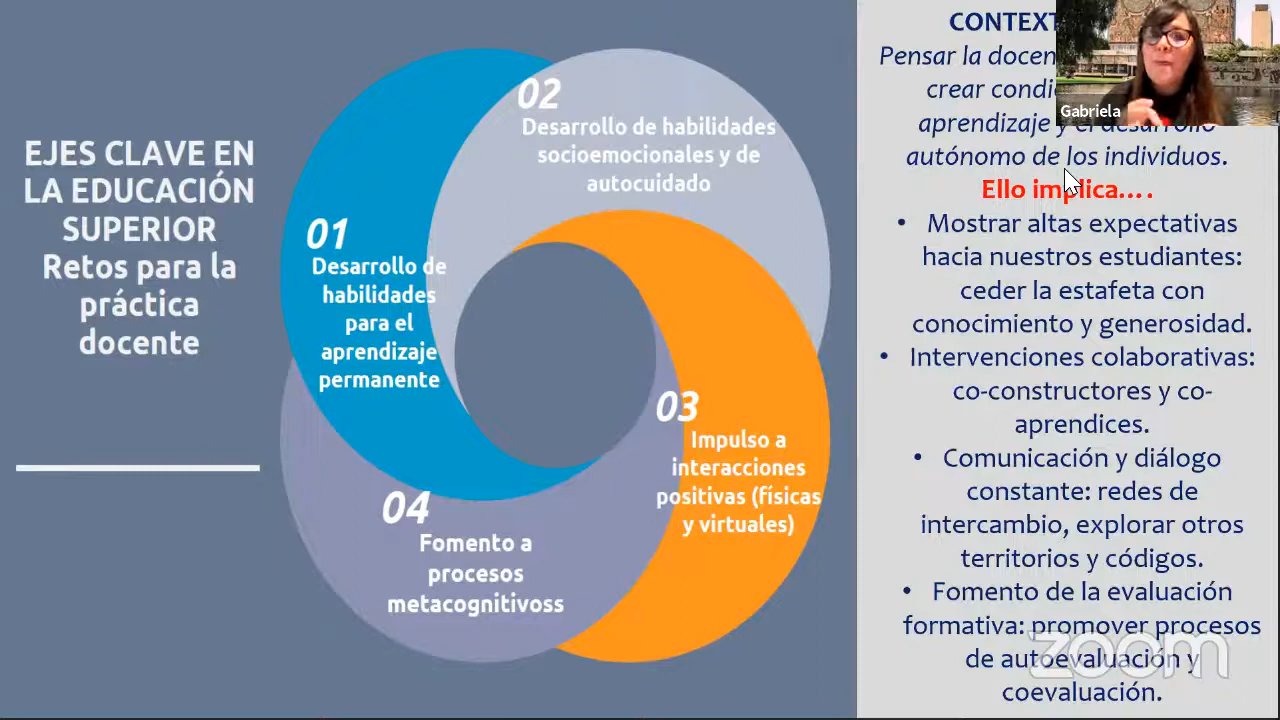 EJES CLAVE EN
LA EDUCACIÓN
SUPERIOR
Retos para la
práctica
docente
01
Desarrollo de
habilidades
para el
aprendizaje
permanente
02
Desarrollo de habilidades
socioemocionales y de
autocuidado
03
Impulso a
interacciones
positivas (físicas
y virtuales)
04
Fomento a
procesos
metacognitivoss
Pensar la
crear
aprendizaje y el desarrollo
autónomo de los individuos.
Ello implica....
• Mostrar altas expectativas
hacia nuestros estudiantes:
ceder la estafeta con
conocimiento y generosidad.
• Intervenciones colaborativas:
co-constructores y co-
aprendices.
• Comunicación y diálogo
constante: redes de
intercambio, explorar otros
territorios y códigos.
• Fomento de la evaluación
formativa: promover procesos
de autoevaluación y
coevaluación.
Gabriela
zoom